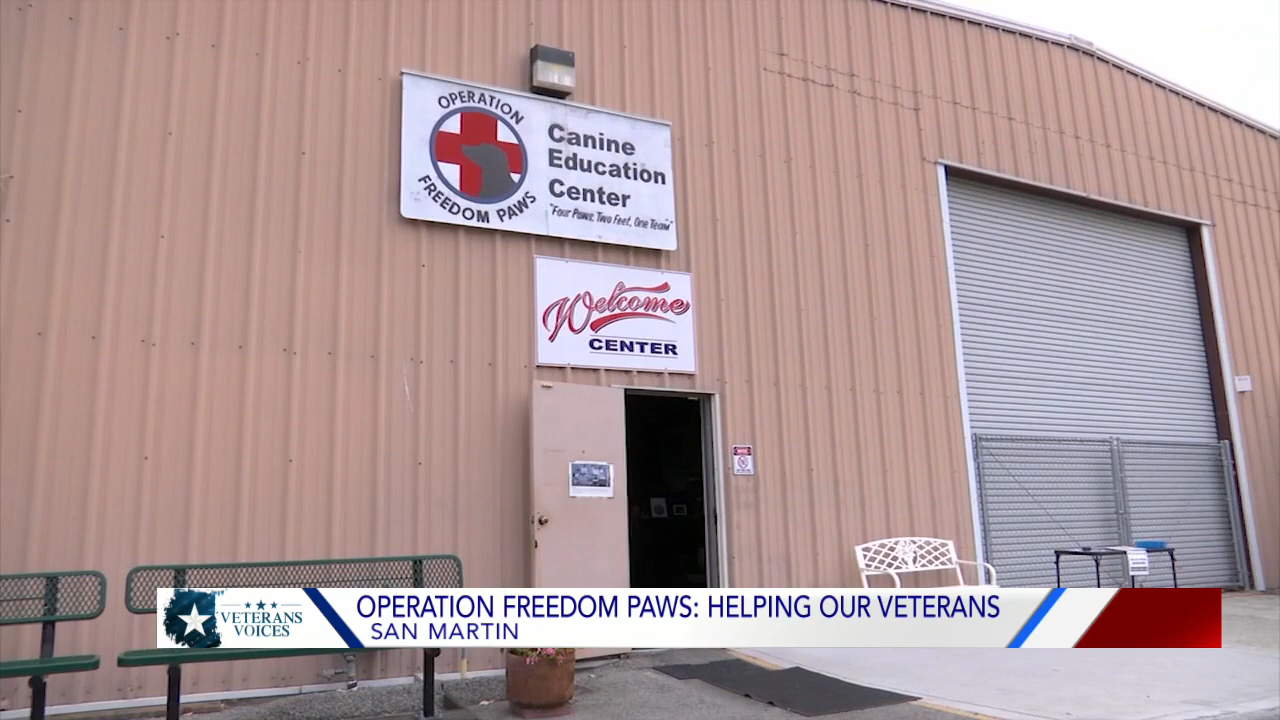 OPERATION
FREEDOM PAWS
Canine
Education
Center
"Four Paws, Two Feet, One Team"
Welcome
CENTER
VETERANS
VOICES
OPERATION FREEDOM PAWS: HELPING OUR VETERANS
SAN MARTIN